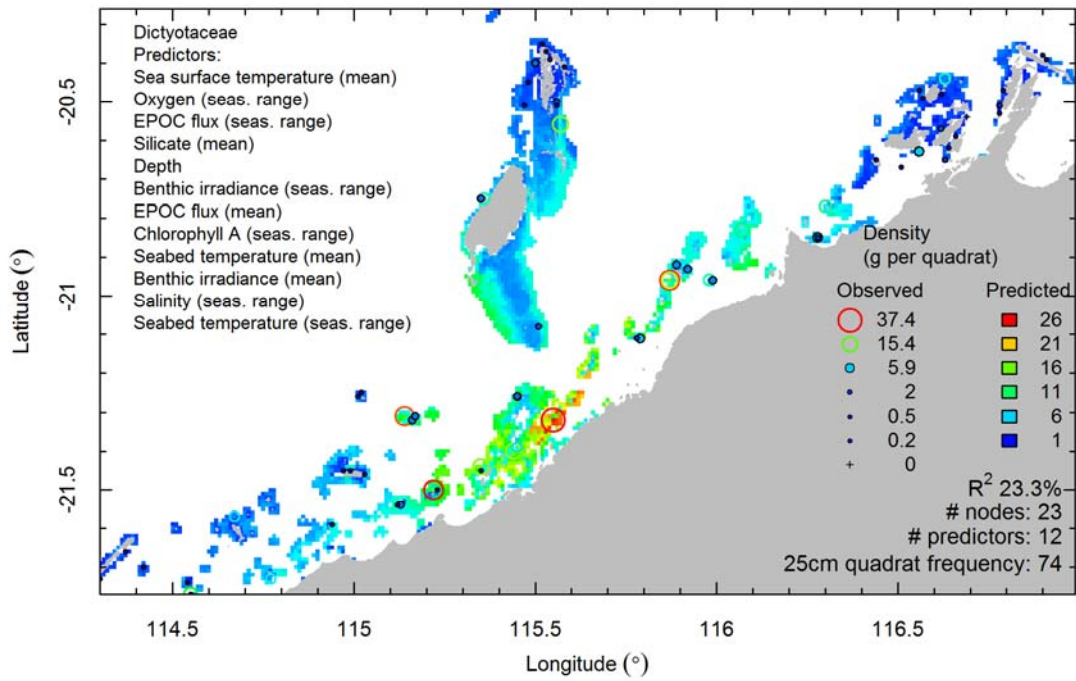 Dictyotaceae
Predictors:
Sea surface temperature (mean)
Oxygen (seas. range)
EPOC flux (seas. range)
Silicate (mean)
Depth
Benthic irradiance (seas. range)
EPOC flux (mean)
Chlorophyll A (seas. range)
Seabed temperature (mean)
Benthic irradiance (mean)
Salinity (seas. range)
Seabed temperature (seas. range)
Latitude (°)
-20.5
-21
-21.5
Density
(g per quadrat)
Observed Predicted
37.4 26
15.4 21
5.9 16
2 11
0.5 6
0.2 1
0
R² 23.3%
# nodes: 23
# predictors: 12
25cm quadrat frequency: 74
114.5 115 115.5 116 116.5
Longitude (°)